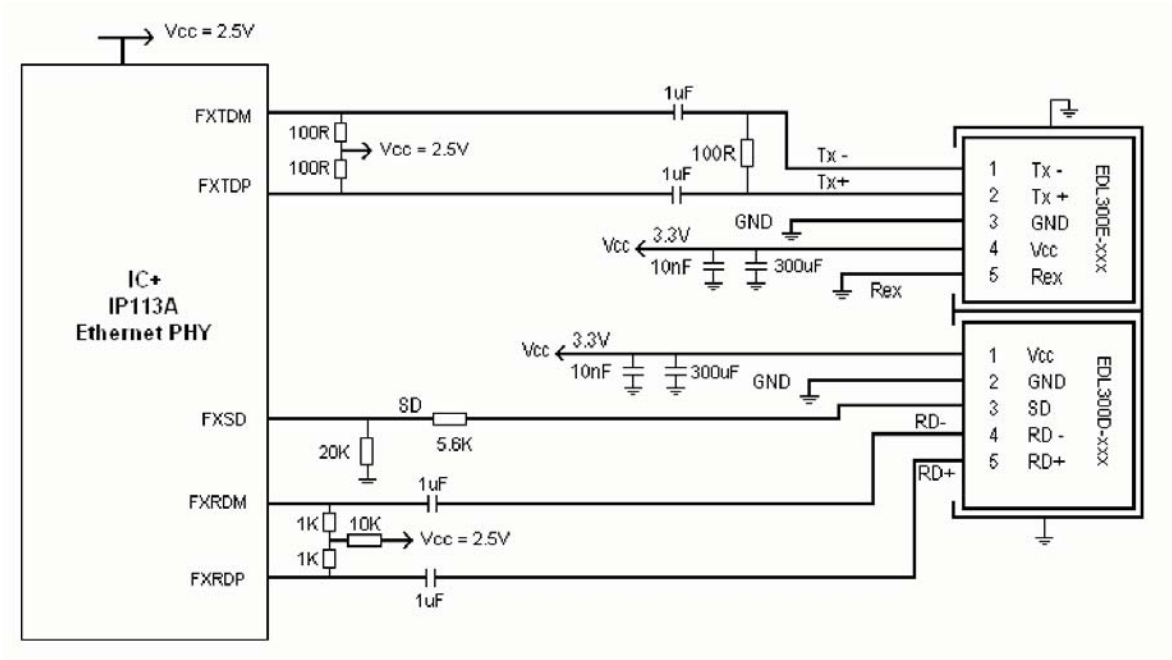 Vcc = 2.5V
FXTDM
100R
Vcc = 2.5V
100R
FXTDP
1uF
100R
1uF
Tx -
Tx+
GND
Vcc
3.3V
10nF
300uF
Rex
1 Tx -
2 Tx +
3 GND
4 Vcc
5 Rex
EDL300E-xxx
IC+
IP113A
Ethernet PHY
Vcc
3.3V
10nF
300uF
GND
FXSD
SD
20K
5.6K
RD-
RD+
1 Vcc
2 GND
3 SD
4 RD -
5 RD+
EDL300D-xxx
FXRDM
1uF
1K
10K
Vcc = 2.5V
1K
FXRDP
1uF